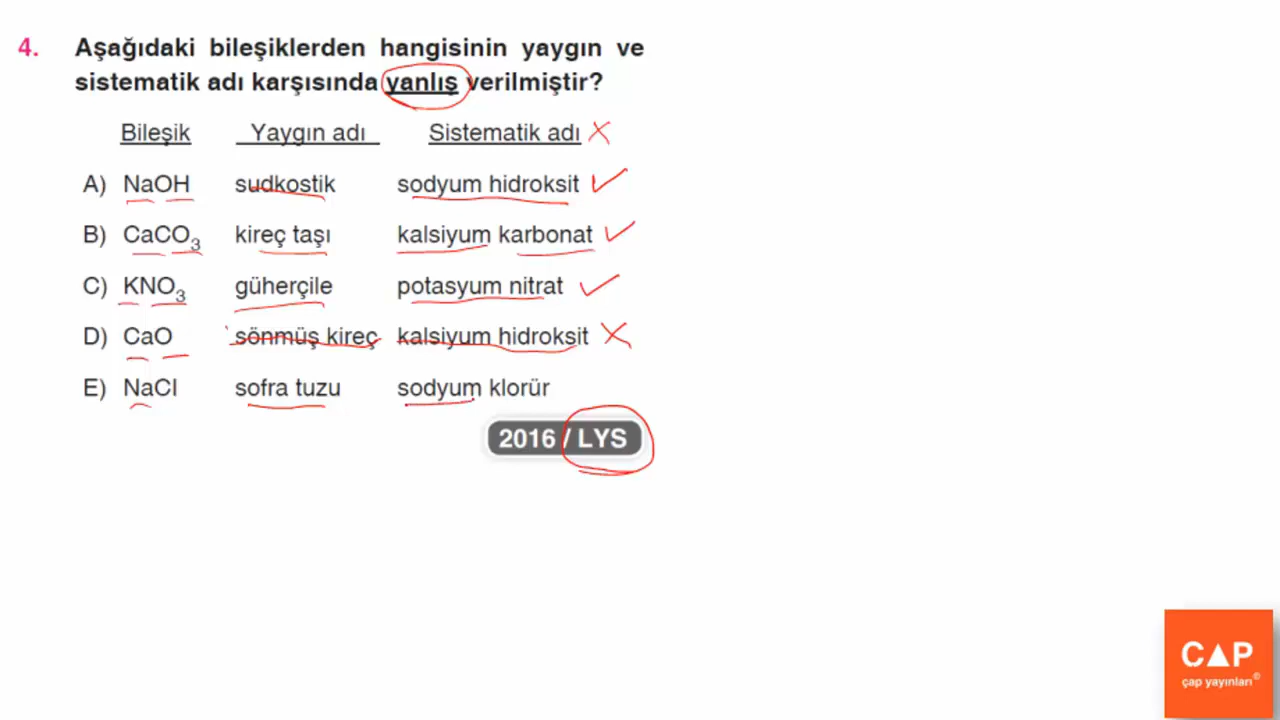 4. Aşağıdaki bileşiklerden hangisinin yaygın ve
sistematik adı karşısında yanlış verilmiştir?
Bileşik Yaygın adı Sistematik adı
A) NaOH sudkostik sodyum hidroksit
B) CaCO₃ kireç taşı kalsiyum karbonat
C) KNO₃ güherçile potasyum nitrat
D) CaO sönmüş kireç kalsiyum hidroksit
E) NaCl sofra tuzu sodyum klorür
2016 / LYS
CAP
çap yayınları®